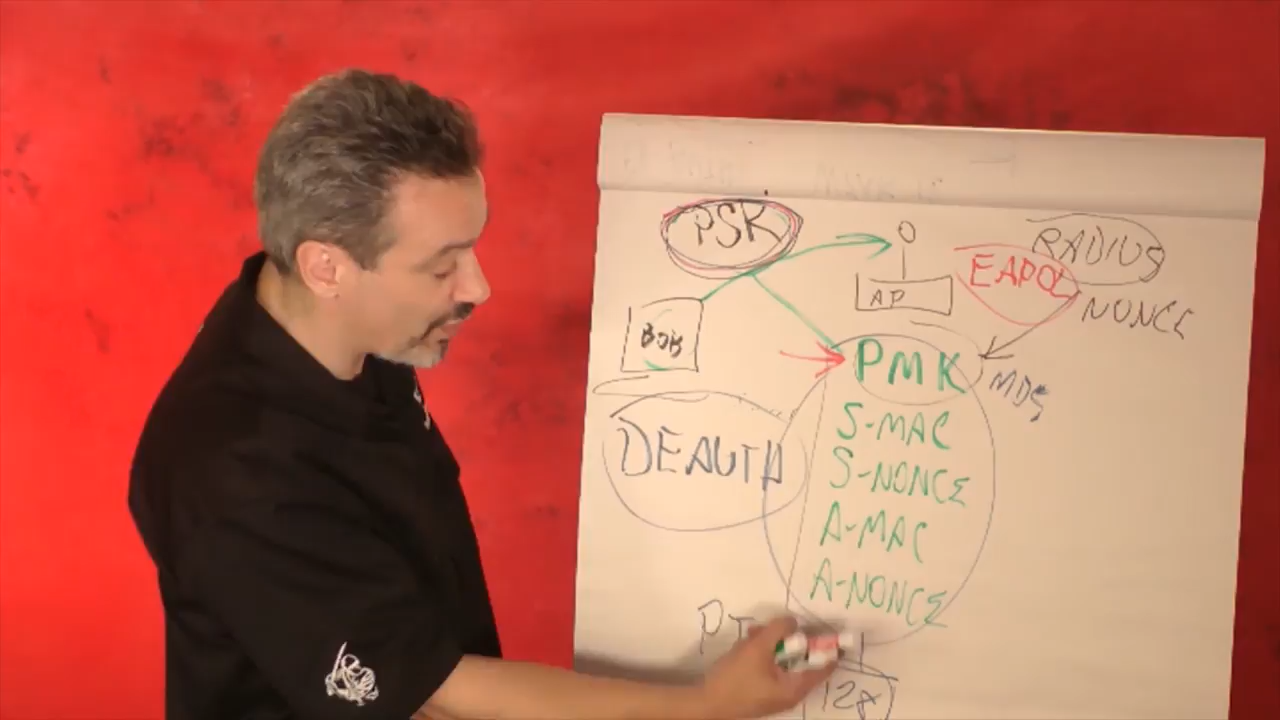 PSK
RADIUS
EAPOL
NONCE
AP
BOB
PMK
MD5
S-MAC
DEAUTH
S-NONCE
A-MAC
A-NONCE
128